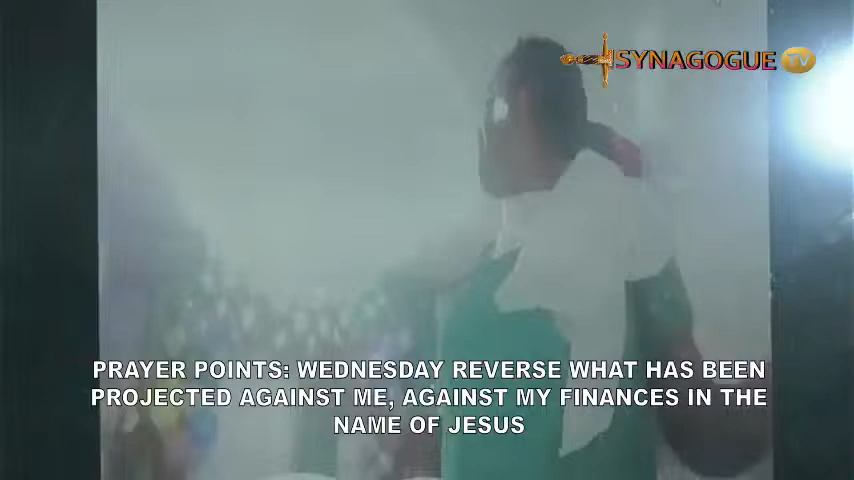 SYNAGOGUE TV
PRAYER POINTS: WEDNESDAY REVERSE WHAT HAS BEEN
PROJECTED AGAINST ME, AGAINST MY FINANCES IN THE
NAME OF JESUS